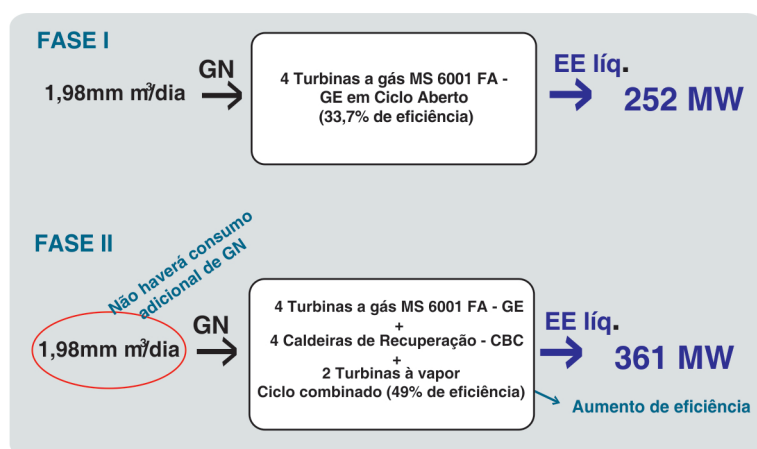 FASE I
GN
1,98mm m³/dia
4 Turbinas a gás MS 6001 FA -
GE em Ciclo Aberto
(33,7% de eficiência)
EE líq.
252 MW
FASE II
Não haverá consumo
adicional de GN
GN
1,98mm m³/dia
4 Turbinas a gás MS 6001 FA - GE
+
4 Caldeiras de Recuperação - CBC
+
2 Turbinas à vapor
Ciclo combinado (49% de eficiência)
EE líq.
361 MW
Aumento de eficiência